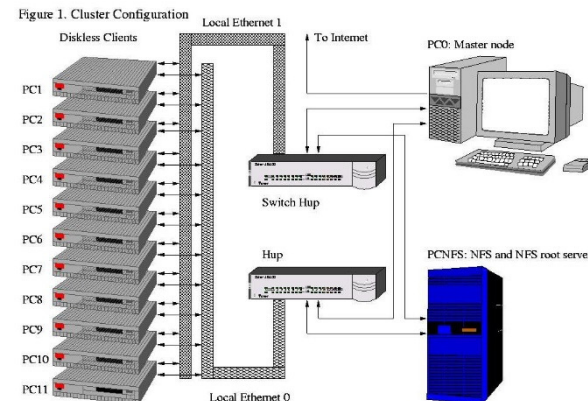 Figure 1. Cluster Configuration
Diskless Clients
Local Ethernet 1
To Internet
PC0: Master node
PC1
PC2
PC3
PC4
PC5
PC6
PC7
PC8
PC9
PC10
PC11
Switch Hup
Hup
PCNFS: NFS and NFS root serve
Local Ethernet 0